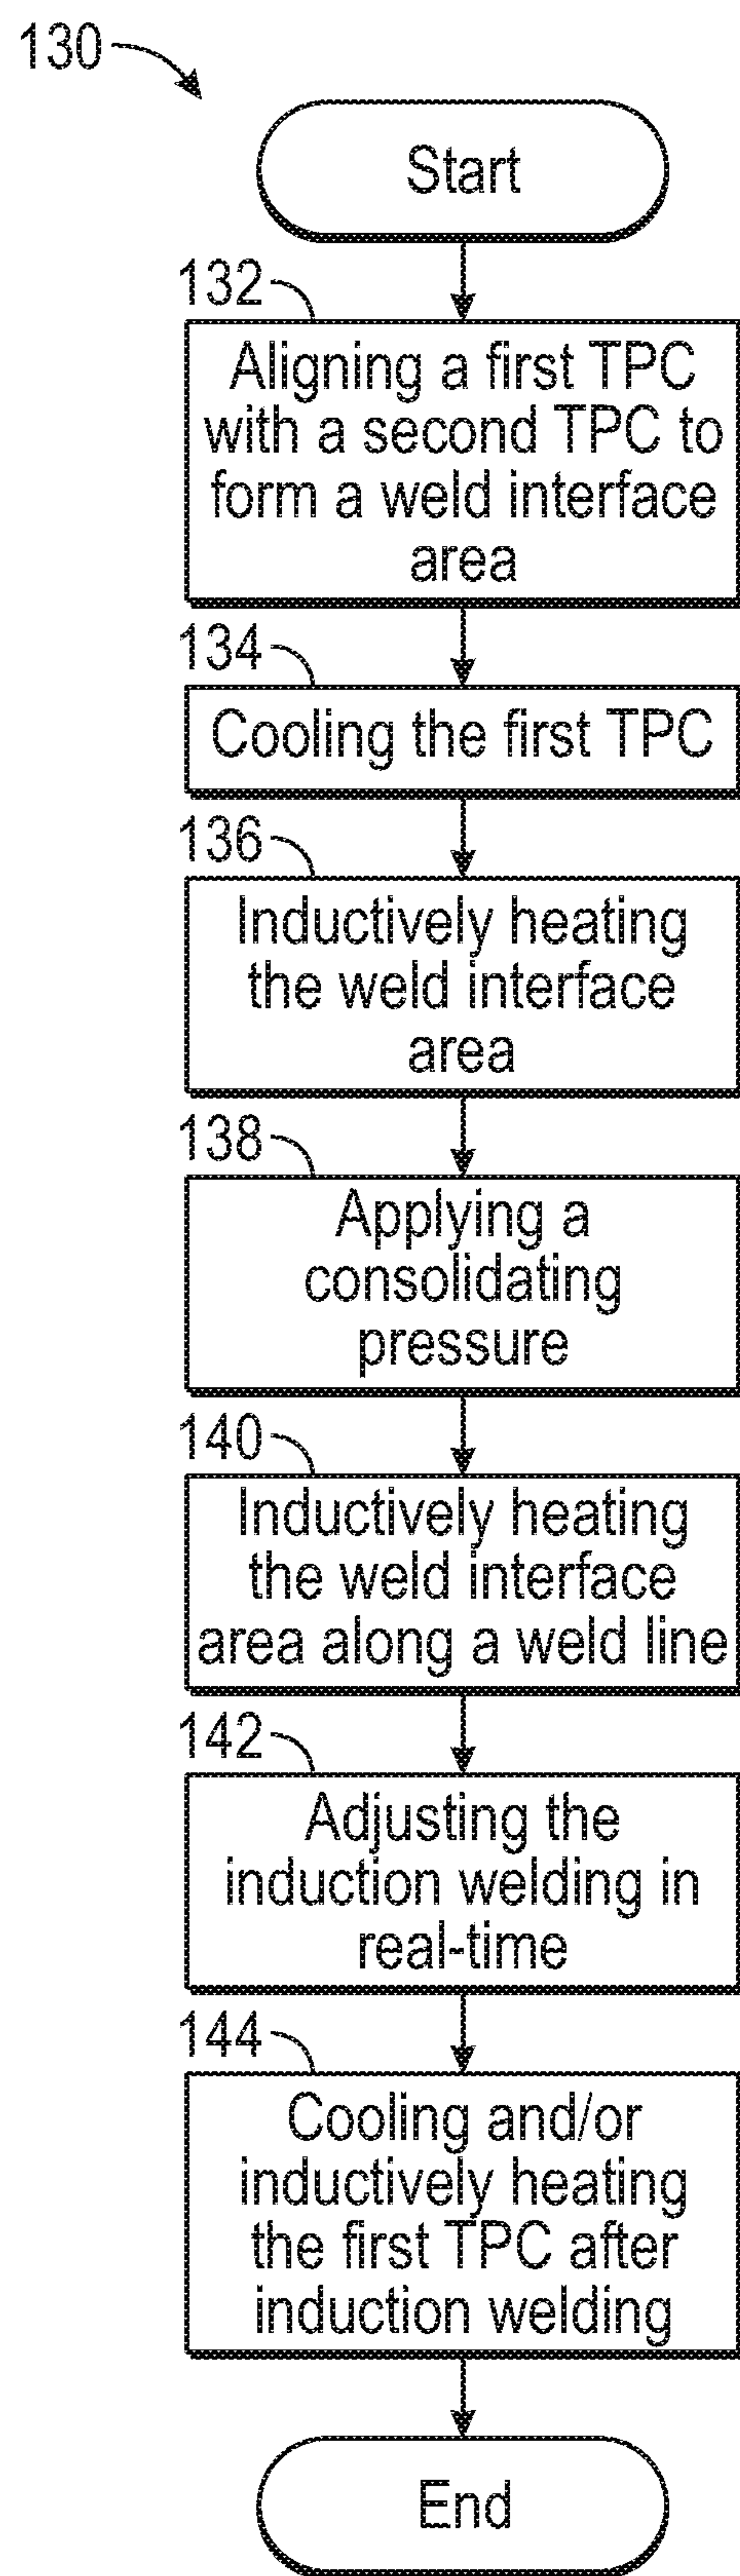 130
Start
132
Aligning a first TPC
with a second TPC to
form a weld interface
area
134
Cooling the first TPC
136
Inductively heating
the weld interface
area
138
Applying a
consolidating
pressure
140
Inductively heating
the weld interface
area along a weld line
142
Adjusting the
induction welding in
real-time
144
Cooling and/or
inductively heating
the first TPC after
induction welding
End